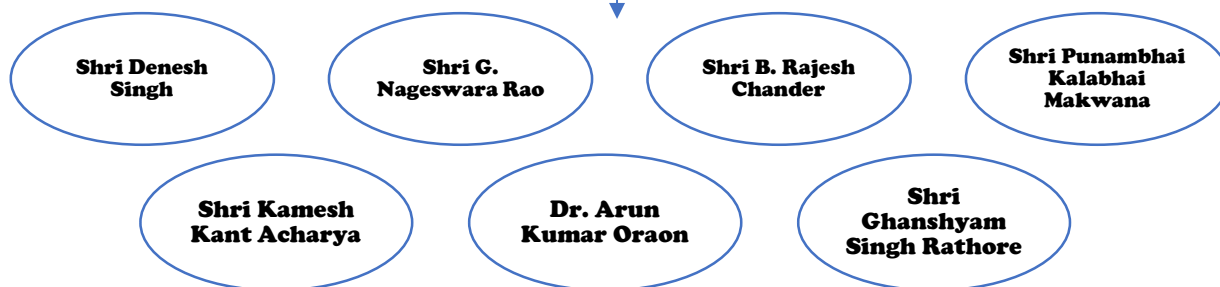 Shri Denesh
Singh
Shri G.
Nageswara Rao
Shri B. Rajesh
Chander
Shri Punambhai
Kalabhai
Makwana
Shri Kamesh
Kant Acharya
Dr. Arun
Kumar Oraon
Shri
Ghanshyam
Singh Rathore